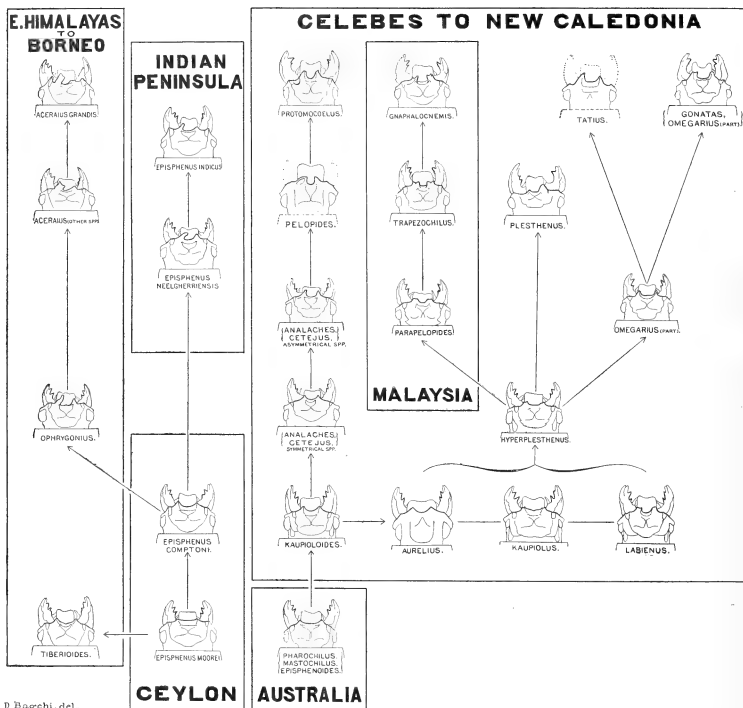 E.HIMALAYAS
TO
BORNEO
ACERAIUS GRANDIS.
ACERAIUS (OTHER SPP)
OPHRYGONIUS.
TIBERIOIDES.
INDIAN
PENINSULA
EPISPHENUS INDICUS
EPISPHENUS
NEELGHERRIENSIS
EPISPHENUS
COMPTONI.
EPISPHENUS MOOREI
CEYLON
CELEBES TO NEW CALEDONIA
PROTOMOCOELUS.
PELOPIDES.
ANALACHES,
CETEJUS,
ASYMMETRICAL SPP.
ANALACHES,
CETEJUS,
SYMMETRICAL SPP.
KAUPIOLOIDES.
GNAPHALOCNEMIS.
TRAPEZOCHILUS.
PARAPELOPIDES
MALAYSIA
PLESTHENUS.
TATIUS.
GONATAS,
OMEGARIUS (PART)
OMEGARIUS (PART).
HYPERPLESTHENUS.
AURELIUS.
KAUPIOLUS.
LABIENUS.
PHAROCHILUS.
MASTOCHILUS.
EPISPHENOIDES.
AUSTRALIA
D. Bagchi, del.